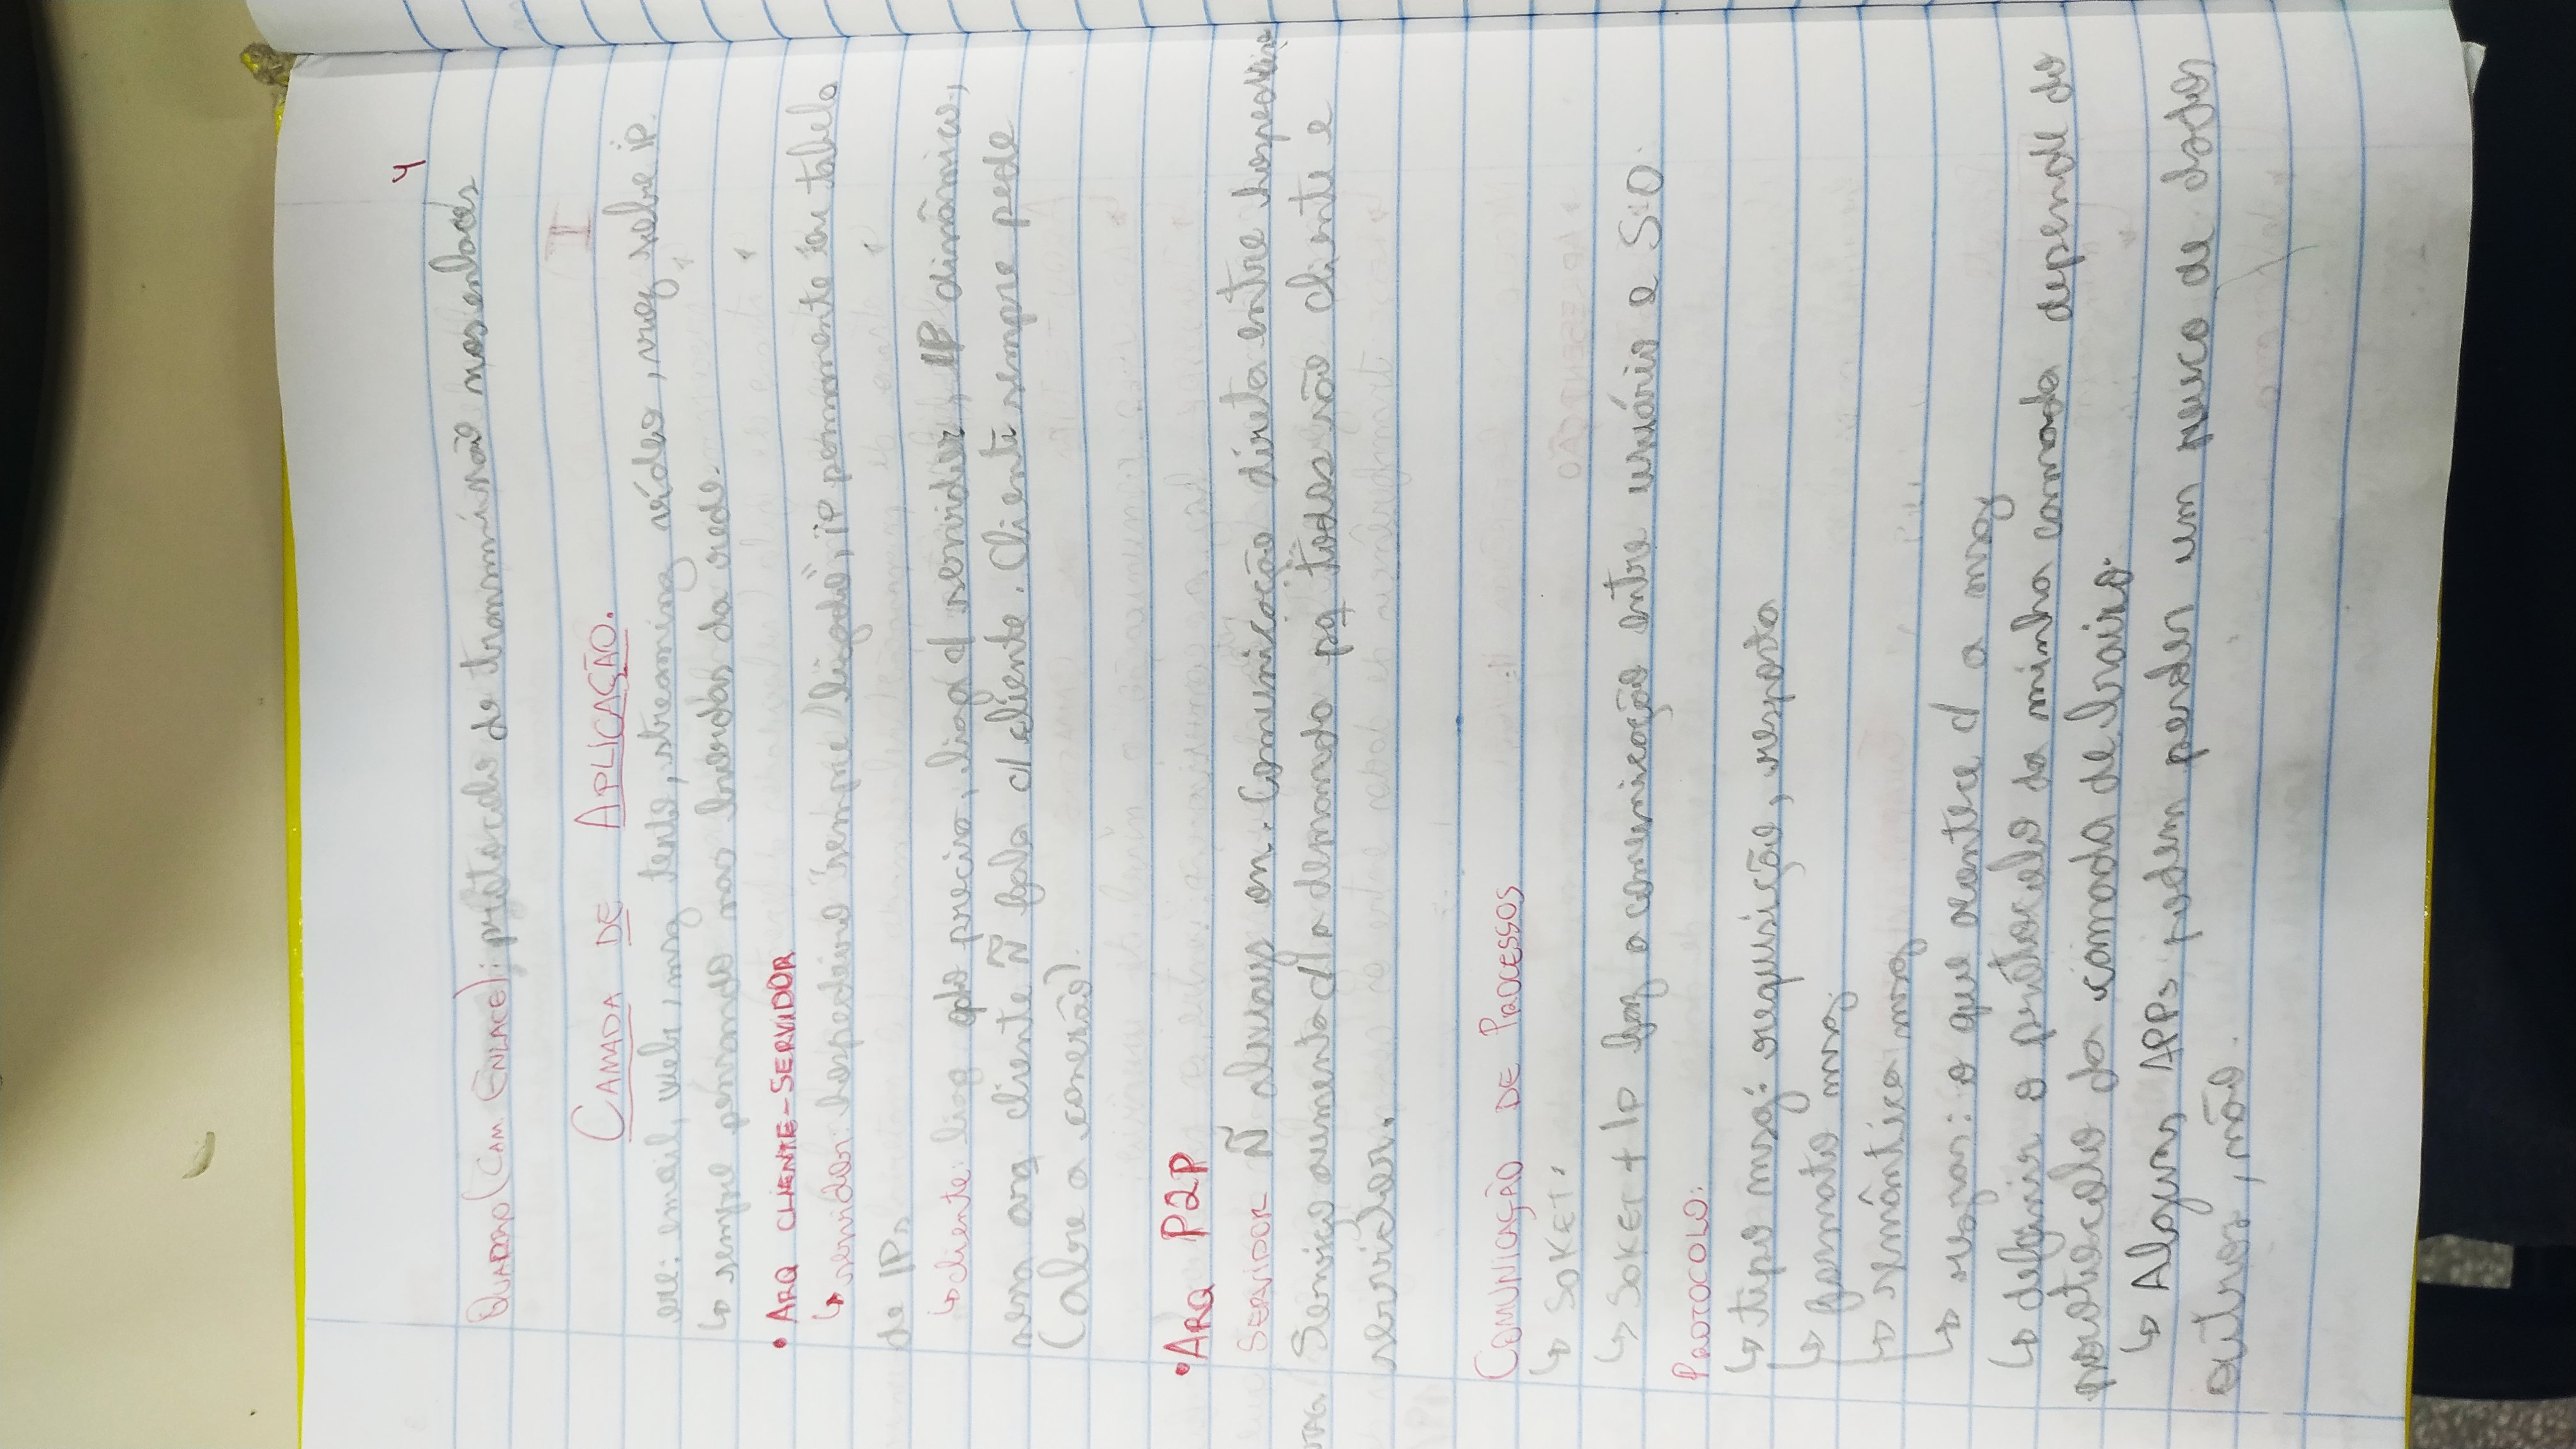 4
QUADRO (CAM. ENLACE): protocolo de transmissão nos enlaces
I
CAMADA DE APLICAÇÃO.
ex: email, web, msg texto, streaming vídeo, voz sobre IP.
↳ sempre pensando nas bordas da rede.
• ARQ CLIENTE-SERVIDOR
↳ servidor: hospedeiro "sempre ligado", IP permanente ou tabela
de IPs
↳ cliente: liga qdo precisa, liga c/ servidor, IP dinâmico,
nessa arq cliente Ñ fala c/ cliente. Cliente sempre pede
(abre a conexão).
• ARQ P2P
SERVIDOR Ñ always on. Comunicação direta entre hospedeiros
Serviço aumenta c/ a demanda pq todos são cliente e
servidor.
COMUNICAÇÃO DE PROCESSOS
↳ SOKET:
↳ SOKET + IP faz a comunicação entre usuário e S.O.
PROTOCOLO:
↳ tipo msg: requisição, resposta
↳ formato msg.
↳ semântica msg
↳ regras: o que acontece c/ a msg
↳ definir o protocolo da minha camada depende do
protocolo da camada de baixo.
↳ Algumas APPs podem perder um pouco de dados
outros, não.